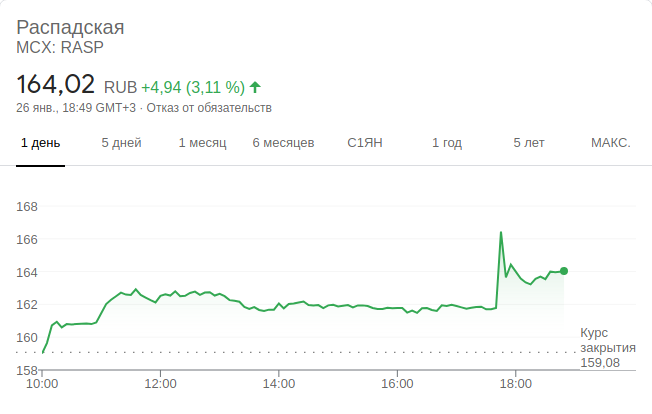 Распадская
MCX: RASP
164,02 RUB +4,94 (3,11 %)
26 янв., 18:49 GMT+3 · Отказ от обязательств
1 день 5 дней 1 месяц 6 месяцев С1ЯН 1 год 5 лет МАКС.
168
166
164
162
160
Курс
закрытия
159,08
158
10:00 12:00 14:00 16:00 18:00